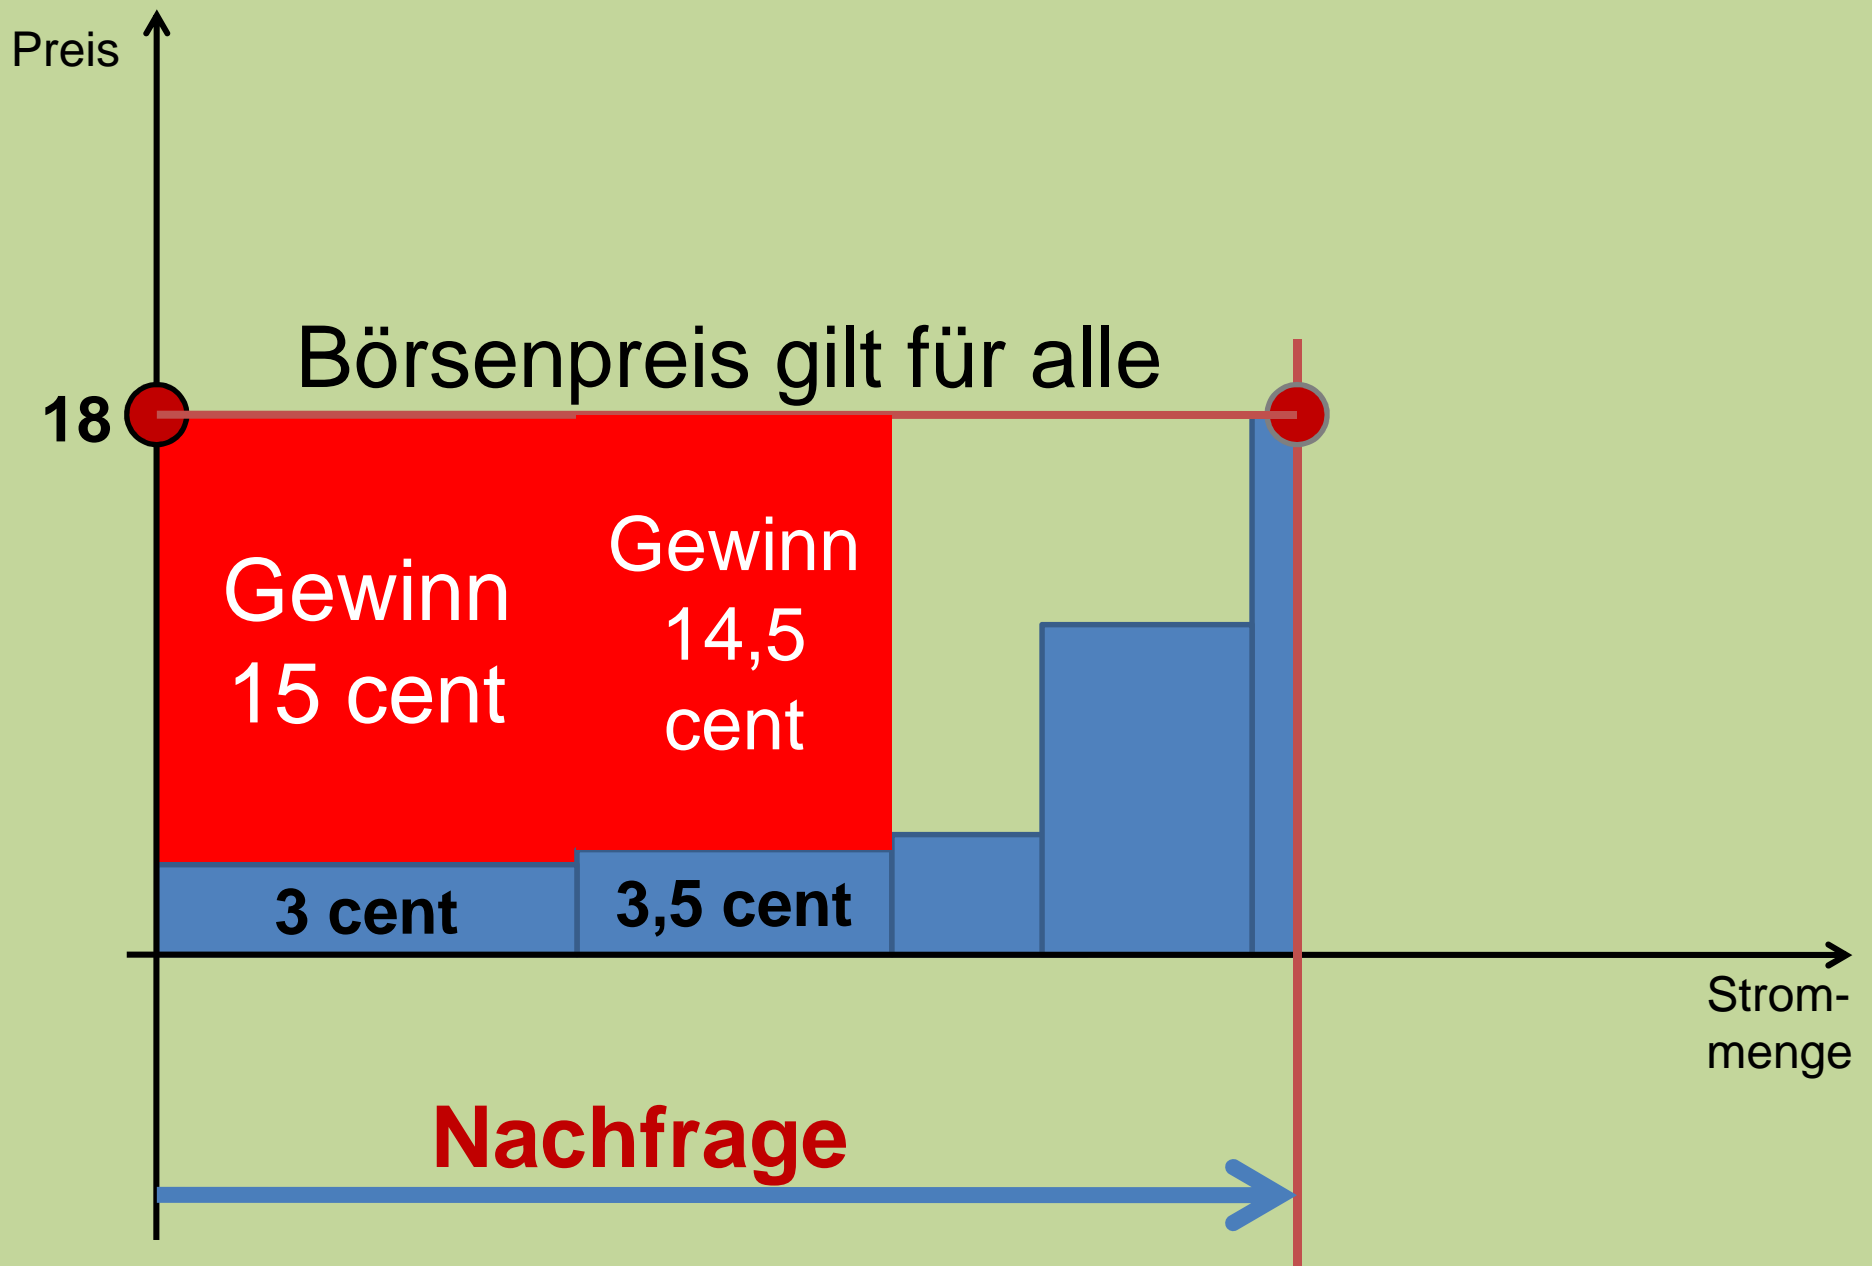 Preis
Börsenpreis gilt für alle
18
Gewinn
15 cent
Gewinn
14,5
cent
3 cent
3,5 cent
Strom-
menge
Nachfrage